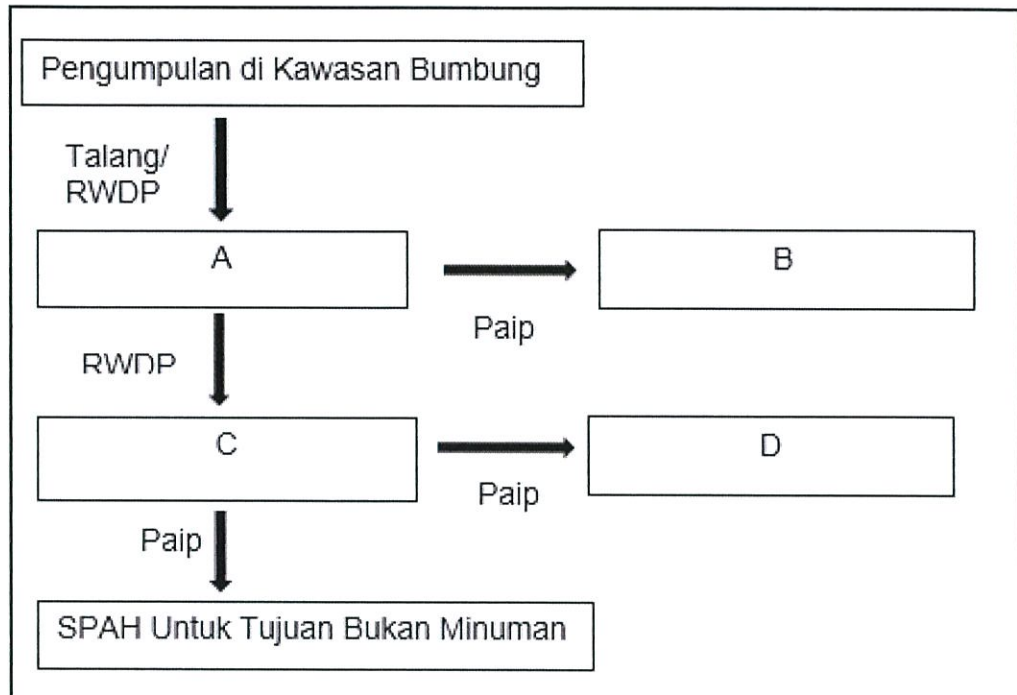 Pengumpulan di Kawasan Bumbung
Talang/
RWDP
A
B
Paip
RWDP
C
D
Paip
Paip
SPAH Untuk Tujuan Bukan Minuman